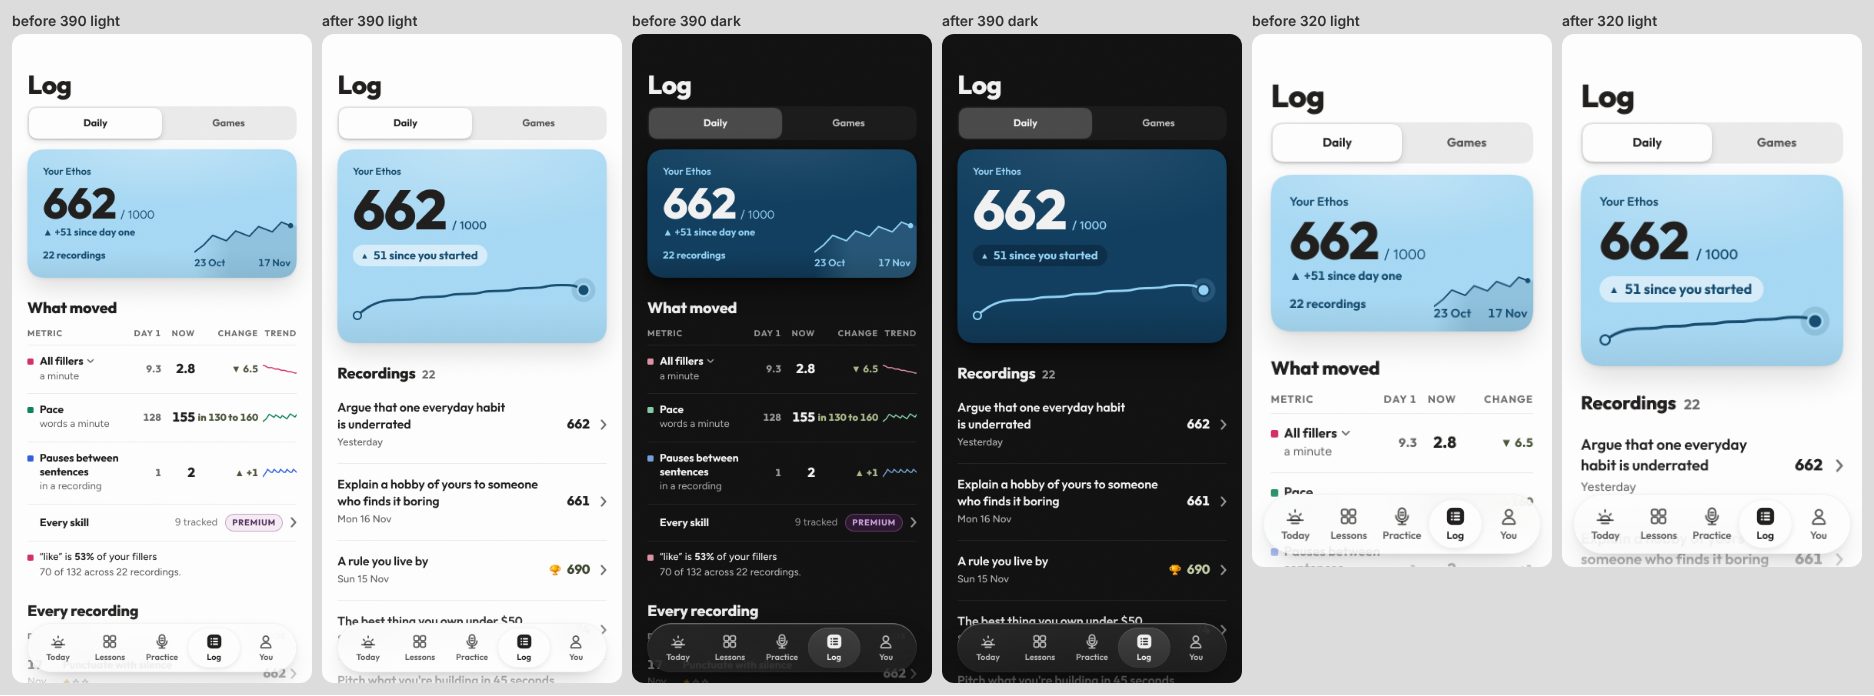 before 390 light
Log
Daily Games
Your Ethos
662 / 1000
▲ +51 since day one
22 recordings
23 Oct 17 Nov
What moved
METRIC DAY 1 NOW CHANGE TREND
All fillers 9.3 2.8 ▼ 6.5
a minute
Pace 128 155 in 130 to 160
words a minute
Pauses between
sentences 1 2 ▲ +1
in a recording
Every skill 9 tracked PREMIUM
"like" is 53% of your fillers
70 of 132 across 22 recordings.
Every recording
Today Lessons Practice Log You
17 Punctuate with silence 662
Nov
after 390 light
Log
Daily Games
Your Ethos
662 / 1000
▲ 51 since you started
Recordings 22
Argue that one everyday habit
is underrated 662
Yesterday
Explain a hobby of yours to someone
who finds it boring 661
Mon 16 Nov
A rule you live by 690
Sun 15 Nov
The best thing you own under $50
Today Lessons Practice Log You
Pitch what you're building in 45 seconds
before 390 dark
Log
Daily Games
Your Ethos
662 / 1000
▲ +51 since day one
22 recordings
23 Oct 17 Nov
What moved
METRIC DAY 1 NOW CHANGE TREND
All fillers 9.3 2.8 ▼ 6.5
a minute
Pace 128 155 in 130 to 160
words a minute
Pauses between
sentences 1 2 ▲ +1
in a recording
Every skill 9 tracked PREMIUM
"like" is 53% of your fillers
70 of 132 across 22 recordings.
Every recording
Today Lessons Practice Log You
17 Punctuate with silence 662
Nov
after 390 dark
Log
Daily Games
Your Ethos
662 / 1000
▲ 51 since you started
Recordings 22
Argue that one everyday habit
is underrated 662
Yesterday
Explain a hobby of yours to someone
who finds it boring 661
Mon 16 Nov
A rule you live by 690
Sun 15 Nov
The best thing you own under $50
Today Lessons Practice Log You
Pitch what you're building in 45 seconds
before 320 light
Log
Daily Games
Your Ethos
662 / 1000
▲ +51 since day one
22 recordings
23 Oct 17 Nov
What moved
METRIC DAY 1 NOW CHANGE
All fillers 9.3 2.8 ▼ 6.5
a minute
Pace
Today Lessons Practice Log You
Pauses between
after 320 light
Log
Daily Games
Your Ethos
662 / 1000
▲ 51 since you started
Recordings 22
Argue that one everyday
habit is underrated 662
Yesterday
Today Lessons Practice Log You
someone who finds it boring 661